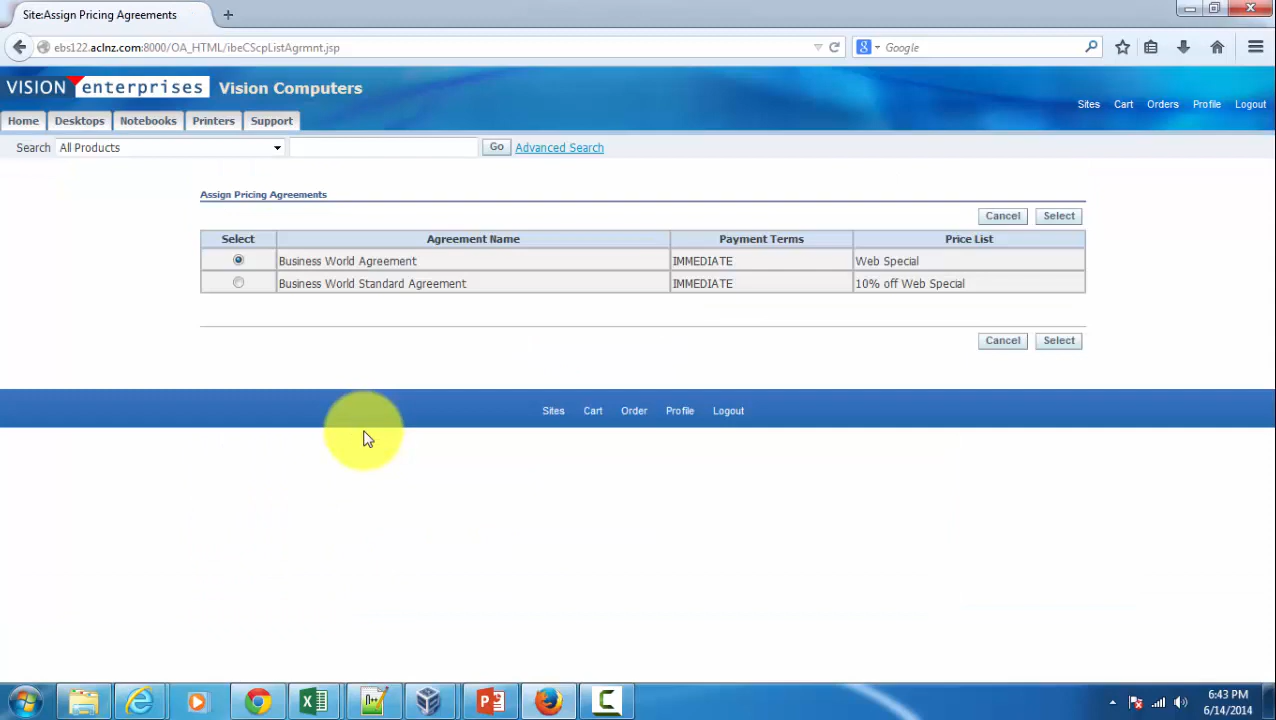 Site:Assign Pricing Agreements
ebs122.aclnz.com:8000/OA_HTML/ibeCScpListAgrmnt.jsp
Google
VISION enterprises Vision Computers
Sites Cart Orders Profile Logout
Home Desktops Notebooks Printers Support
Search All Products Go Advanced Search
Assign Pricing Agreements
Cancel Select
Select Agreement Name Payment Terms Price List
Business World Agreement IMMEDIATE Web Special
Business World Standard Agreement IMMEDIATE 10% off Web Special
Cancel Select
Sites Cart Order Profile Logout
6:43 PM
6/14/2014